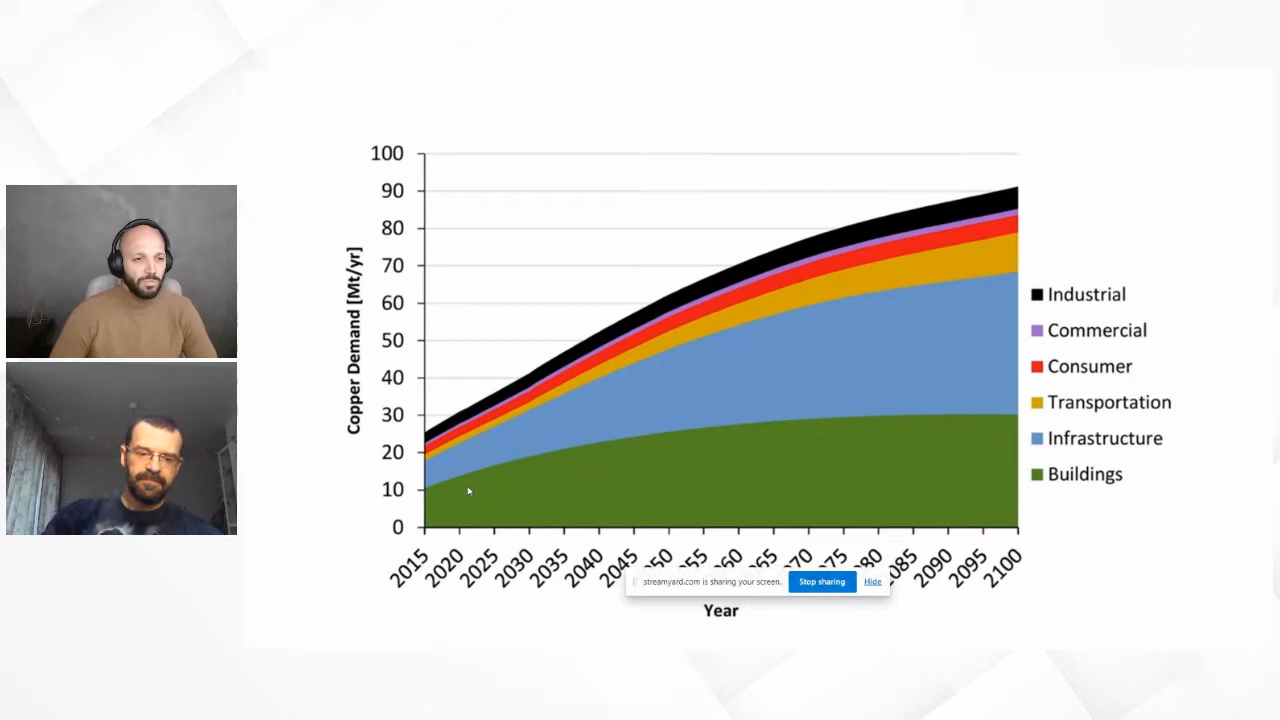 100
90
80
70
60
50
40
30
20
10
0
Copper Demand [Mt/yr]
2015 2020 2025 2030 2035 2040 2045 2090 2095 2100
Year
Industrial
Commercial
Consumer
Transportation
Infrastructure
Buildings
streamyard.com is sharing your screen. Stop sharing Hide